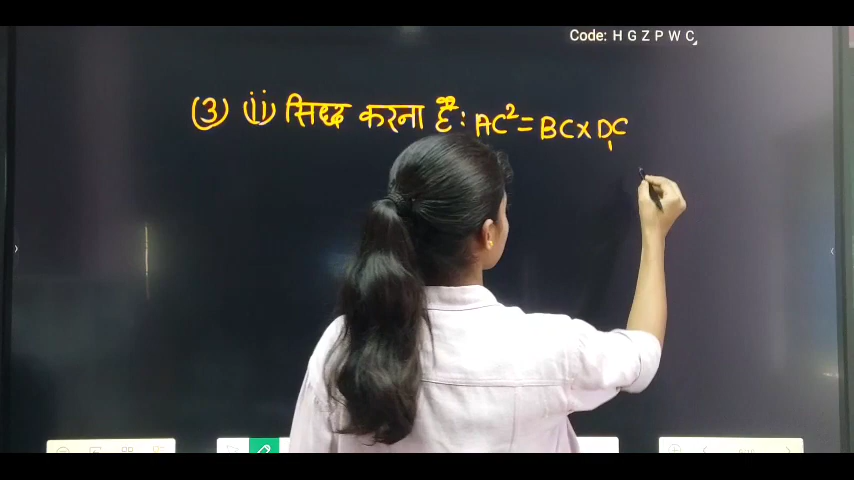 Code: H G Z P W C
(3) (ii) सिद्ध करना है: AC² = BC × DC